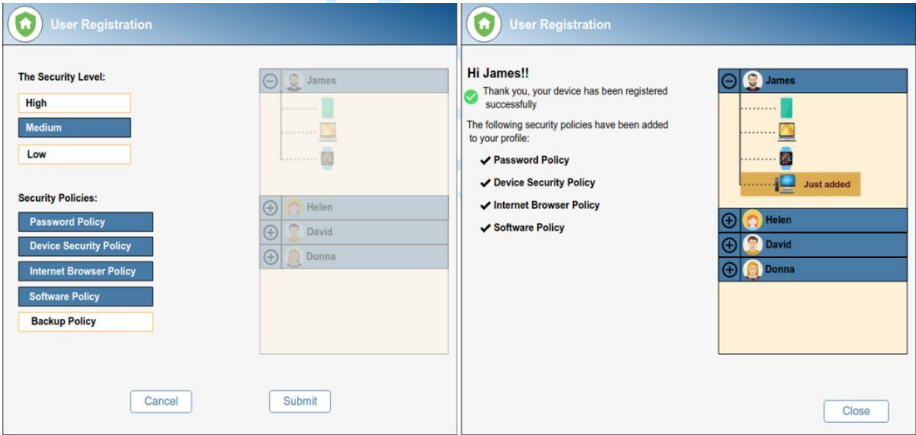 User Registration
The Security Level:
High
Medium
Low
Security Policies:
Password Policy
Device Security Policy
Internet Browser Policy
Software Policy
Backup Policy
James
Helen
David
Donna
Cancel
Submit
User Registration
Hi James!!
Thank you, your device has been registered
successfully
The following security policies have been added
to your profile:
Password Policy
Device Security Policy
Internet Browser Policy
Software Policy
James
Just added
Helen
David
Donna
Close